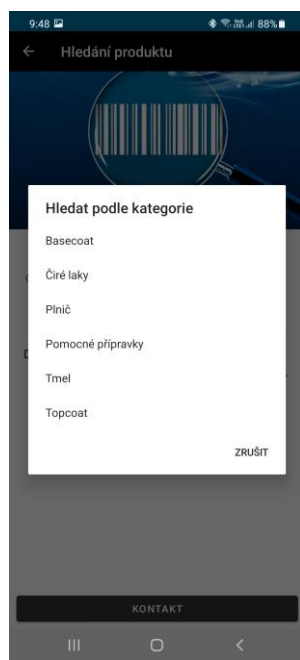 9:48
88%
Hledání produktu
Hledat podle kategorie
Basecoat
Čiré laky
Plnič
Pomocné přípravky
Tmel
Topcoat
ZRUŠIT
KONTAKT